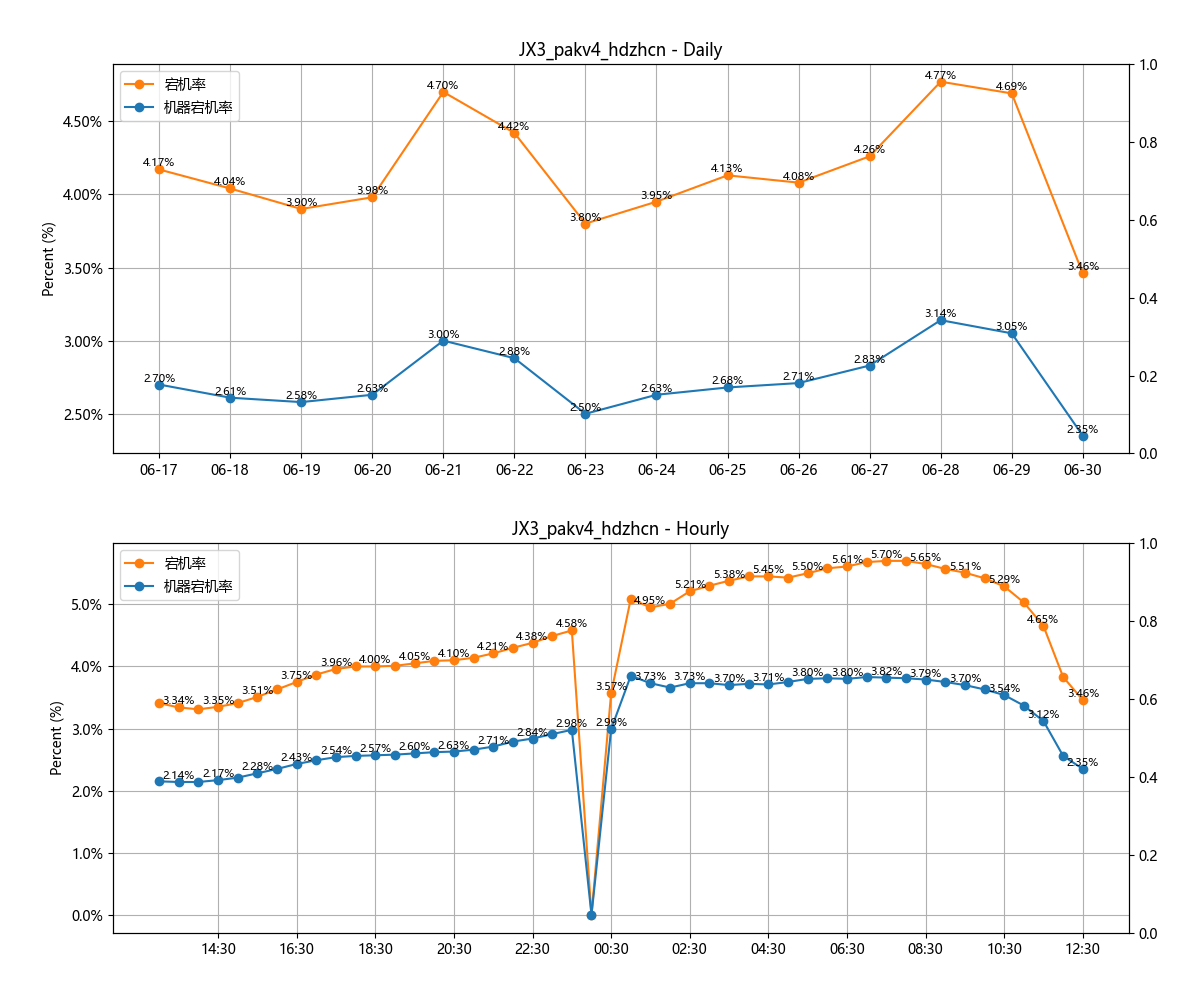 JX3_pakv4_hdzhcn - Daily
宕机率
机器宕机率
Percent (%)
4.50%
4.00%
3.50%
3.00%
2.50%
1.0
0.8
0.6
0.4
0.2
0.0
4.17% 4.04% 3.90% 3.98% 4.70% 4.42% 3.80% 3.95% 4.13% 4.08% 4.26% 4.77% 4.69% 3.46%
2.70% 2.61% 2.58% 2.63% 3.00% 2.88% 2.50% 2.63% 2.68% 2.71% 2.83% 3.14% 3.05% 2.35%
06-17 06-18 06-19 06-20 06-21 06-22 06-23 06-24 06-25 06-26 06-27 06-28 06-29 06-30
JX3_pakv4_hdzhcn - Hourly
宕机率
机器宕机率
Percent (%)
5.0%
4.0%
3.0%
2.0%
1.0%
0.0%
1.0
0.8
0.6
0.4
0.2
0.0
3.34% 3.35% 3.51% 3.75% 3.96% 4.00% 4.05% 4.10% 4.21% 4.38% 4.58% 3.57% 4.95% 5.21% 5.38% 5.45% 5.50% 5.61% 5.70% 5.65% 5.51% 5.29% 4.65% 3.46%
2.14% 2.17% 2.28% 2.43% 2.54% 2.57% 2.60% 2.63% 2.71% 2.84% 2.98% 2.99% 3.73% 3.73% 3.70% 3.71% 3.80% 3.80% 3.82% 3.79% 3.70% 3.54% 3.12% 2.35%
14:30 16:30 18:30 20:30 22:30 00:30 02:30 04:30 06:30 08:30 10:30 12:30